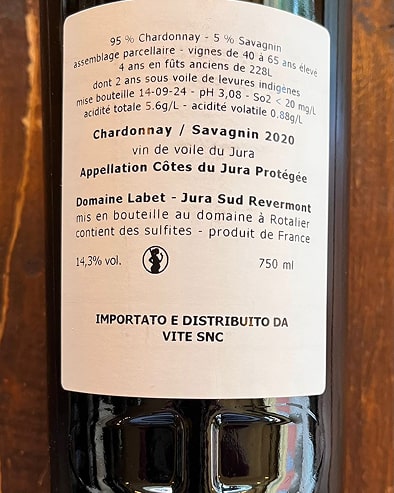 95 % Chardonnay - 5 % Savagnin
assemblage parcellaire - vignes de 40 à 65 ans élevé
4 ans en fûts anciens de 228L
dont 2 ans sous voile de levures indigènes
mise bouteille 14-09-24 - pH 3,08 - So2 < 20 mg/L
acidité totale 5.6g/L - acidité volatile 0.88g/L
Chardonnay / Savagnin 2020
vin de voile du Jura
Appellation Côtes du Jura Protégée
Domaine Labet - Jura Sud Revermont
mis en bouteille au domaine à Rotalier
contient des sulfites - produit de France
14,3% vol. 750 ml
IMPORTATO E DISTRIBUITO DA
VITE SNC